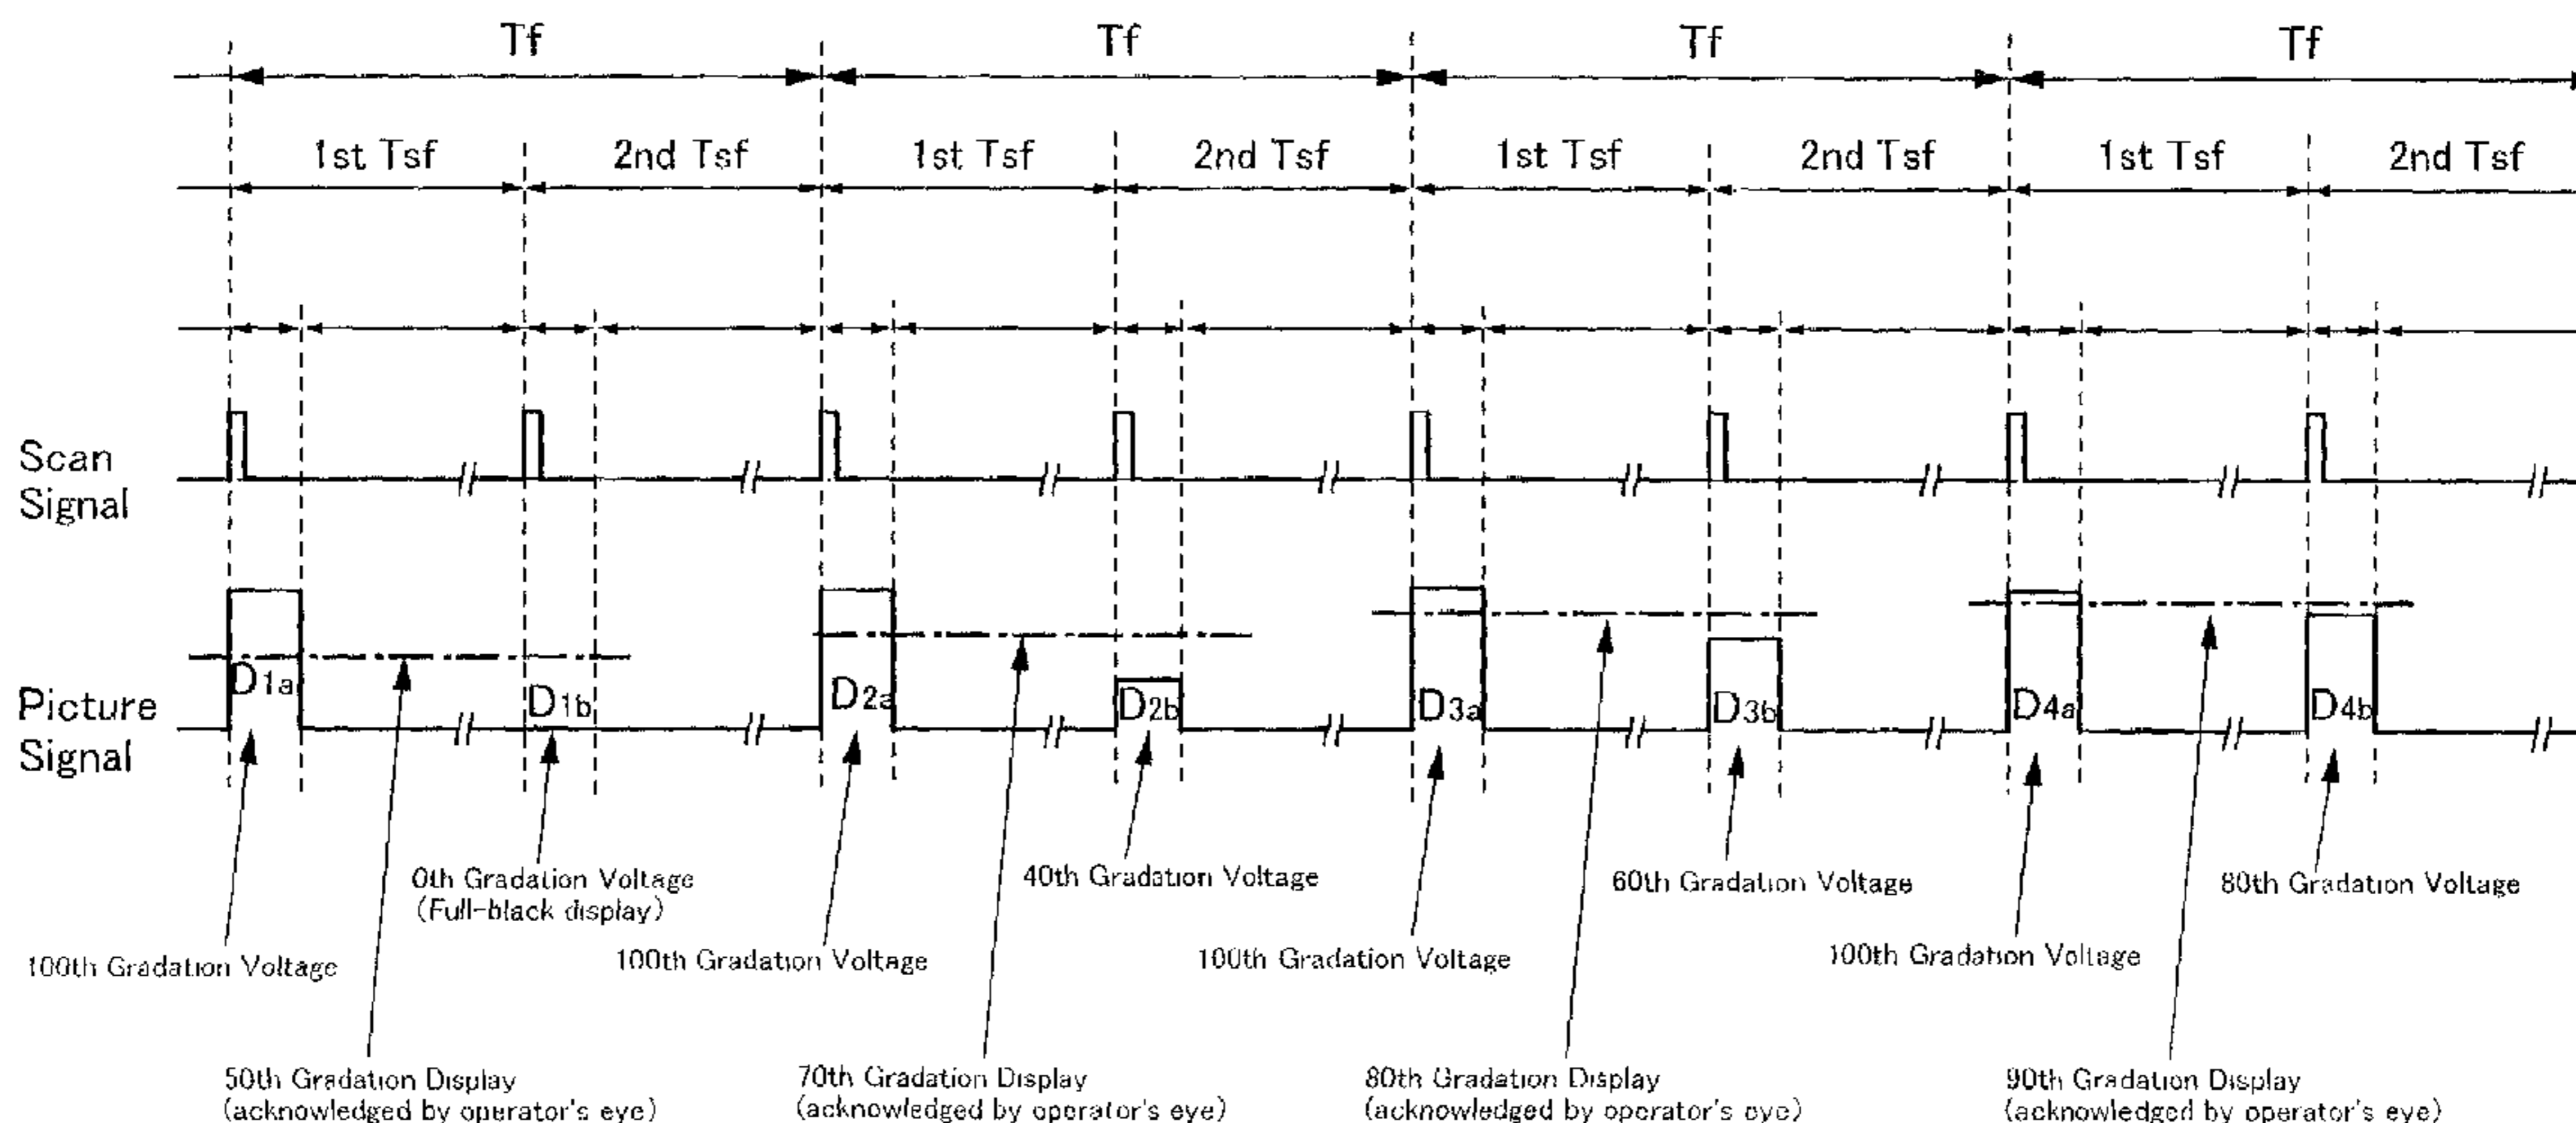 Tf Tf Tf Tf
1st Tsf 2nd Tsf 1st Tsf 2nd Tsf 1st Tsf 2nd Tsf 1st Tsf 2nd Tsf
Scan
Signal
Picture
Signal
D1a D1b D2a D2b D3a D3b D4a D4b
0th Gradation Voltage
(Full-black display)
40th Gradation Voltage
60th Gradation Voltage
80th Gradation Voltage
100th Gradation Voltage
100th Gradation Voltage
100th Gradation Voltage
100th Gradation Voltage
50th Gradation Display
(acknowledged by operator's eye)
70th Gradation Display
(acknowledged by operator's eye)
80th Gradation Display
(acknowledged by operator's eye)
90th Gradation Display
(acknowledged by operator's eye)